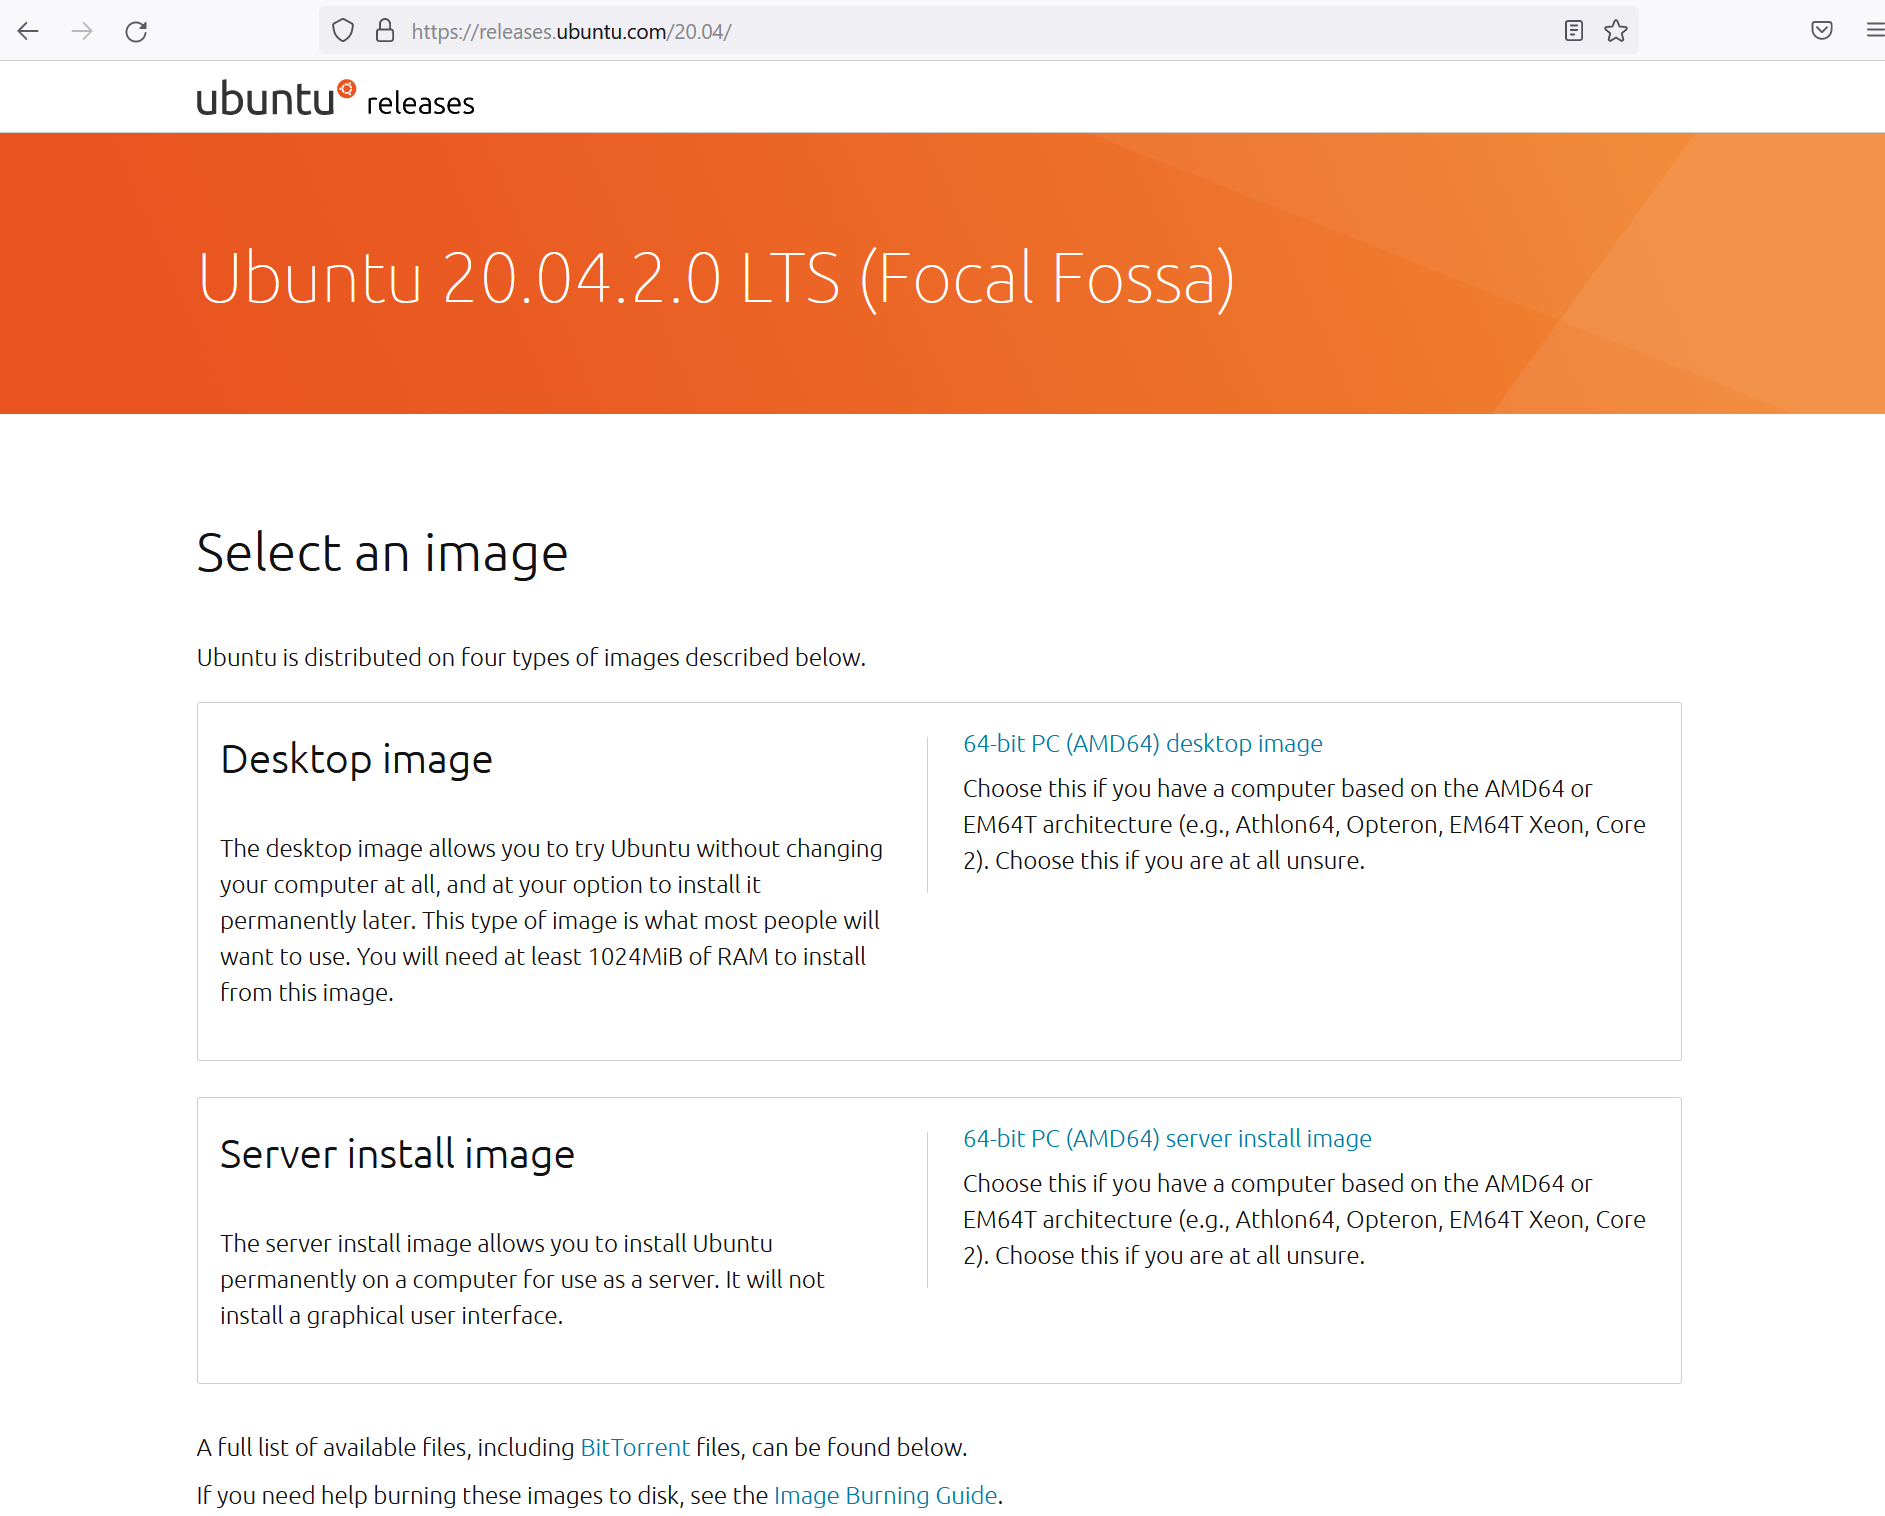 https://releases.ubuntu.com/20.04/
ubuntu releases
Ubuntu 20.04.2.0 LTS (Focal Fossa)
Select an image
Ubuntu is distributed on four types of images described below.
Desktop image
The desktop image allows you to try Ubuntu without changing
your computer at all, and at your option to install it
permanently later. This type of image is what most people will
want to use. You will need at least 1024MiB of RAM to install
from this image.
64-bit PC (AMD64) desktop image
Choose this if you have a computer based on the AMD64 or
EM64T architecture (e.g., Athlon64, Opteron, EM64T Xeon, Core
2). Choose this if you are at all unsure.
Server install image
The server install image allows you to install Ubuntu
permanently on a computer for use as a server. It will not
install a graphical user interface.
64-bit PC (AMD64) server install image
Choose this if you have a computer based on the AMD64 or
EM64T architecture (e.g., Athlon64, Opteron, EM64T Xeon, Core
2). Choose this if you are at all unsure.
A full list of available files, including BitTorrent files, can be found below.
If you need help burning these images to disk, see the Image Burning Guide.